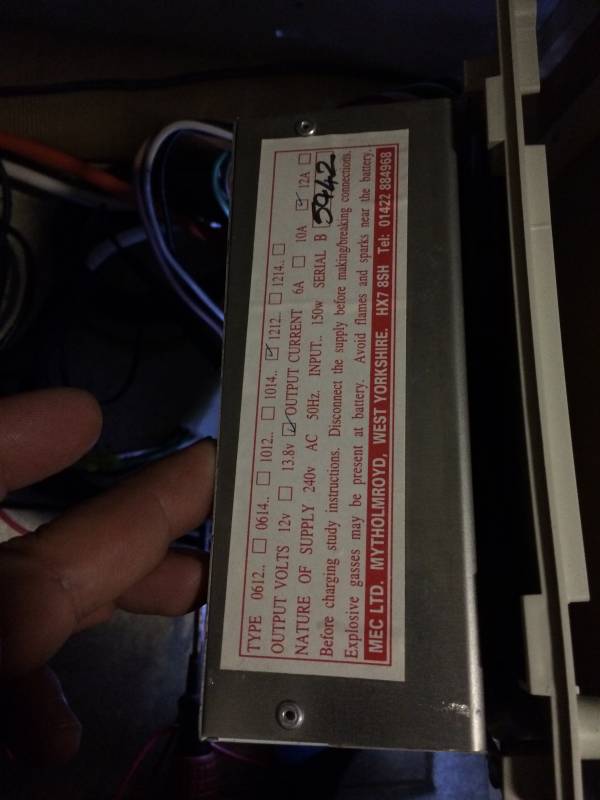 TYPE 0612.. ☐ 0614.. ☐ 1012.. ☐ 1014.. ☑ 1212.. ☐ 1214.. ☐
OUTPUT VOLTS 12v ☐ 13.8v ☑ OUTPUT CURRENT 6A ☐ 10A ☑ 12A ☐
NATURE OF SUPPLY 240v AC 50Hz. INPUT.. 150w SERIAL B 5942
Before charging study instructions. Disconnect the supply before making/breaking connections.
Explosive gasses may be present at battery. Avoid flames and sparks near the battery.
MEC LTD. MYTHOLMROYD, WEST YORKSHIRE. HX7 8SH Tel: 01422 884968